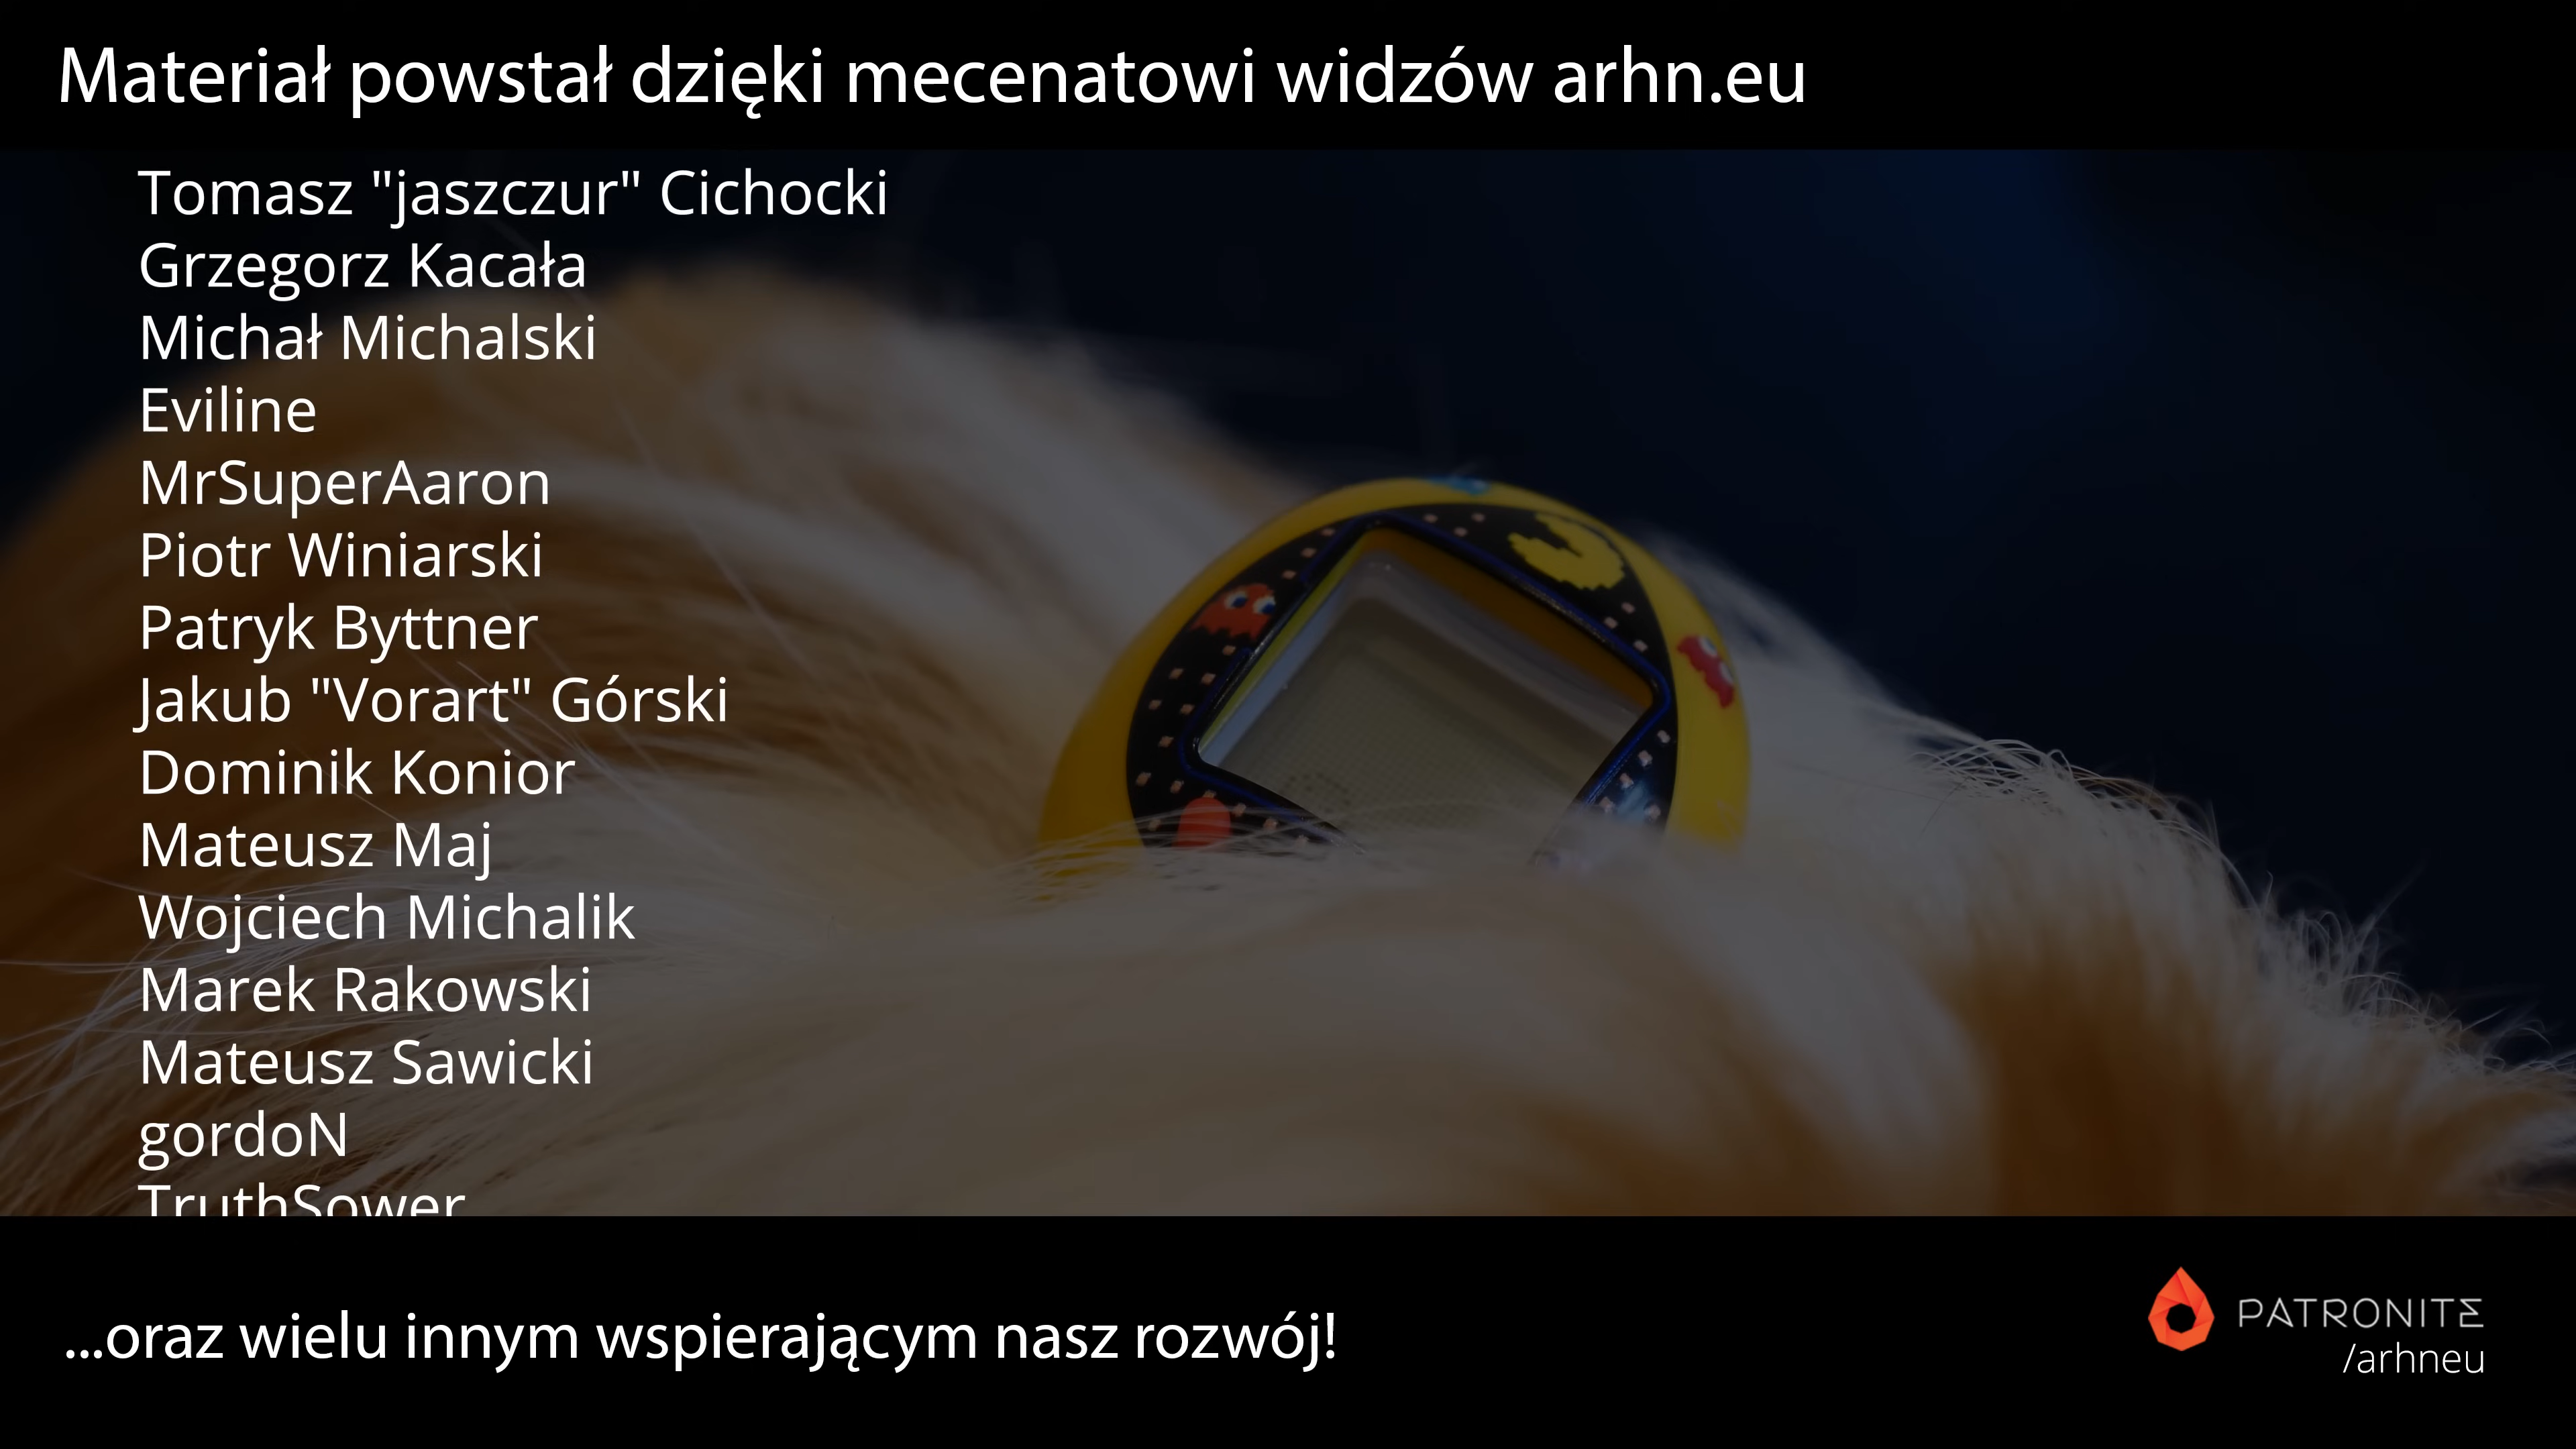 Materiał powstał dzięki mecenatowi widzów arhn.eu
Tomasz "jaszczur" Cichocki
Grzegorz Kacała
Michał Michalski
Eviline
MrSuperAaron
Piotr Winiarski
Patryk Byttner
Jakub "Vorart" Górski
Dominik Konior
Mateusz Maj
Wojciech Michalik
Marek Rakowski
Mateusz Sawicki
gordoN
TruthSower
...oraz wielu innym wspierającym nasz rozwój!
PATRONITE
/arhneu